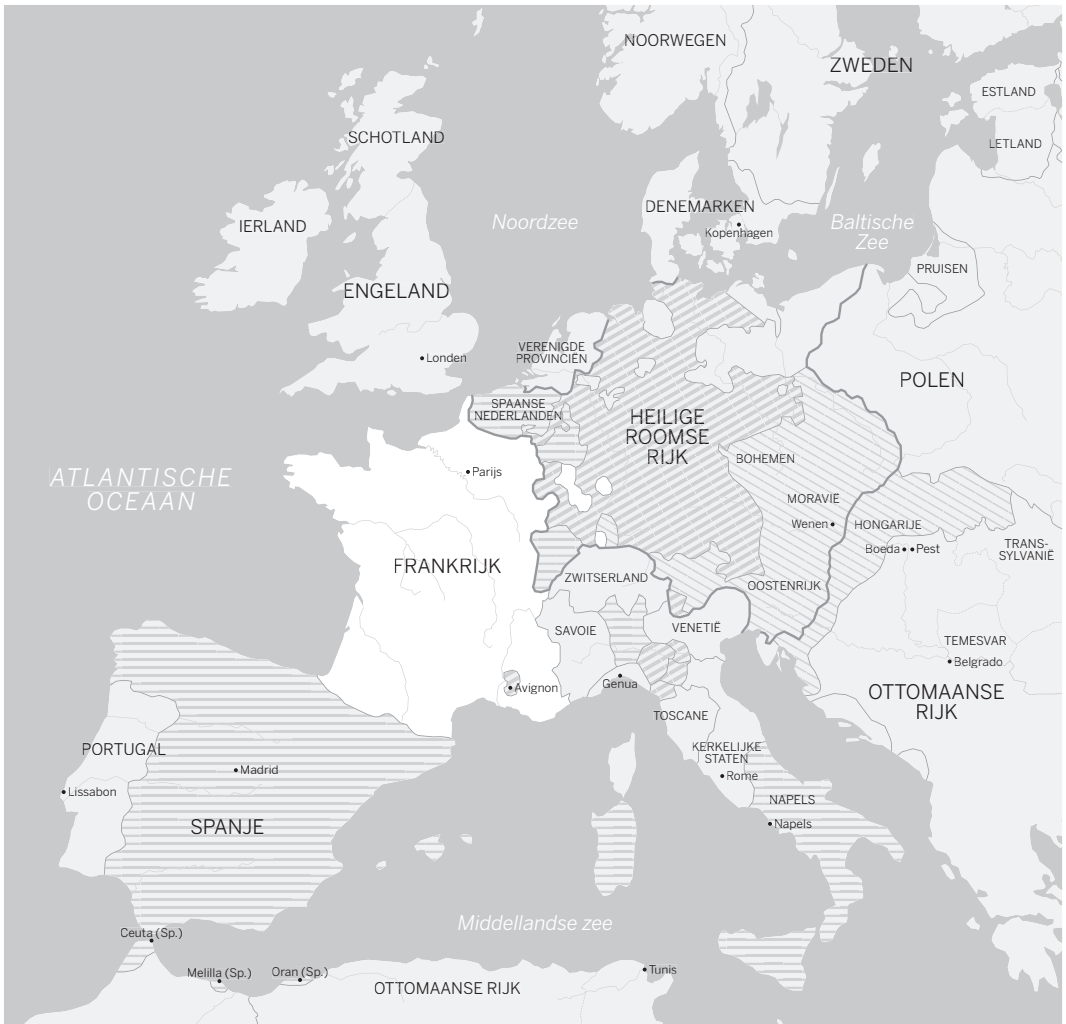 NOORWEGEN
ZWEDEN
ESTLAND
SCHOTLAND
LETLAND
DENEMARKEN
IERLAND
Noordzee
Kopenhagen
Baltische
Zee
PRUISEN
ENGELAND
Londen
VERENIGDE
PROVINCIËN
POLEN
SPAANSE
NEDERLANDEN
HEILIGE
ROOMSE
RIJK
BOHEMEN
ATLANTISCHE
OCEAAN
Parijs
MORAVIË
Wenen
HONGARIJE
Boeda
Pest
TRANS-
SYLVANIË
FRANKRIJK
ZWITSERLAND
OOSTENRIJK
SAVOIE
VENETIË
TEMESVAR
Belgrado
Avignon
Genua
OTTOMAANSE
RIJK
TOSCANE
PORTUGAL
KERKELIJKE
STATEN
Madrid
Rome
Lissabon
NAPELS
Napels
SPANJE
Middellandse zee
Ceuta (Sp.)
Melilla (Sp.)
Oran (Sp.)
Tunis
OTTOMAANSE RIJK